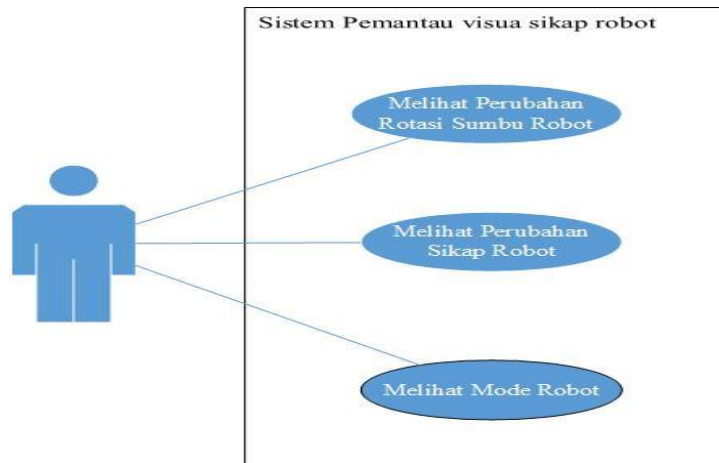 Sistem Pemantau visua sikap robot
Melihat Perubahan
Rotasi Sumbu Robot
Melihat Perubahan
Sikap Robot
Melihat Mode Robot